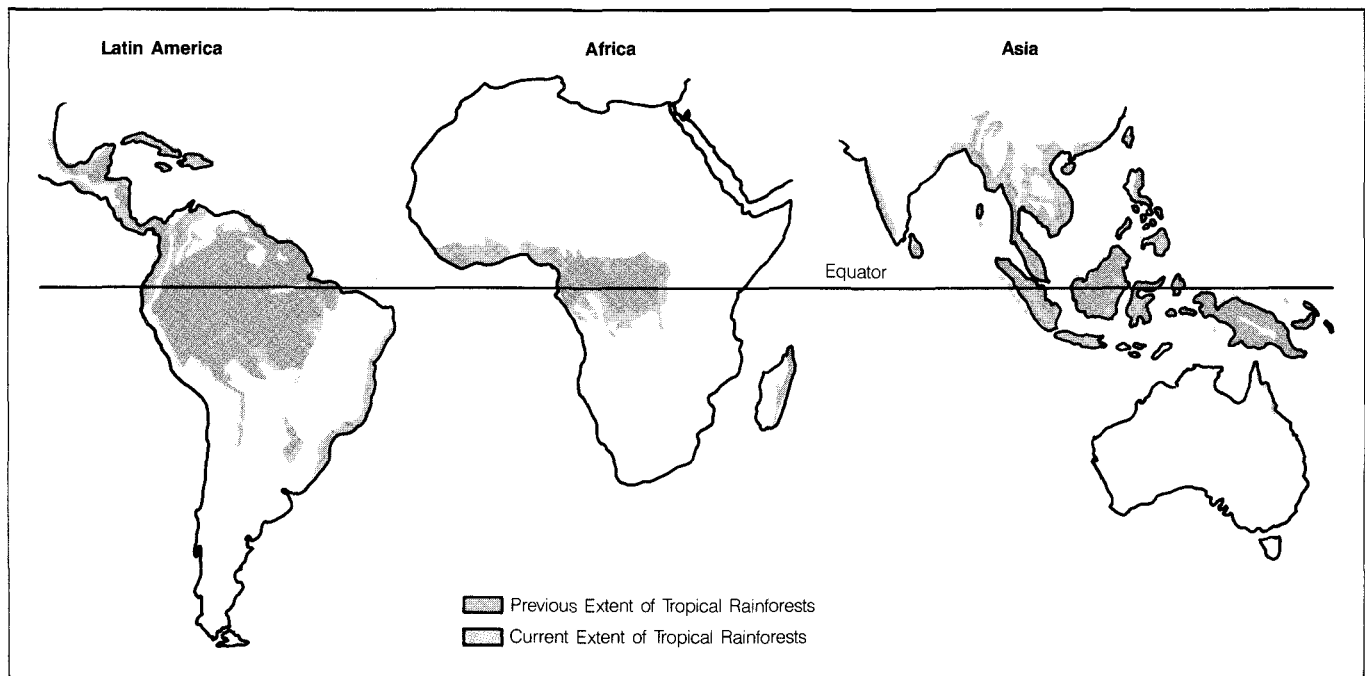 Latin America
Africa
Asia
Equator
Previous Extent of Tropical Rainforests
Current Extent of Tropical Rainforests